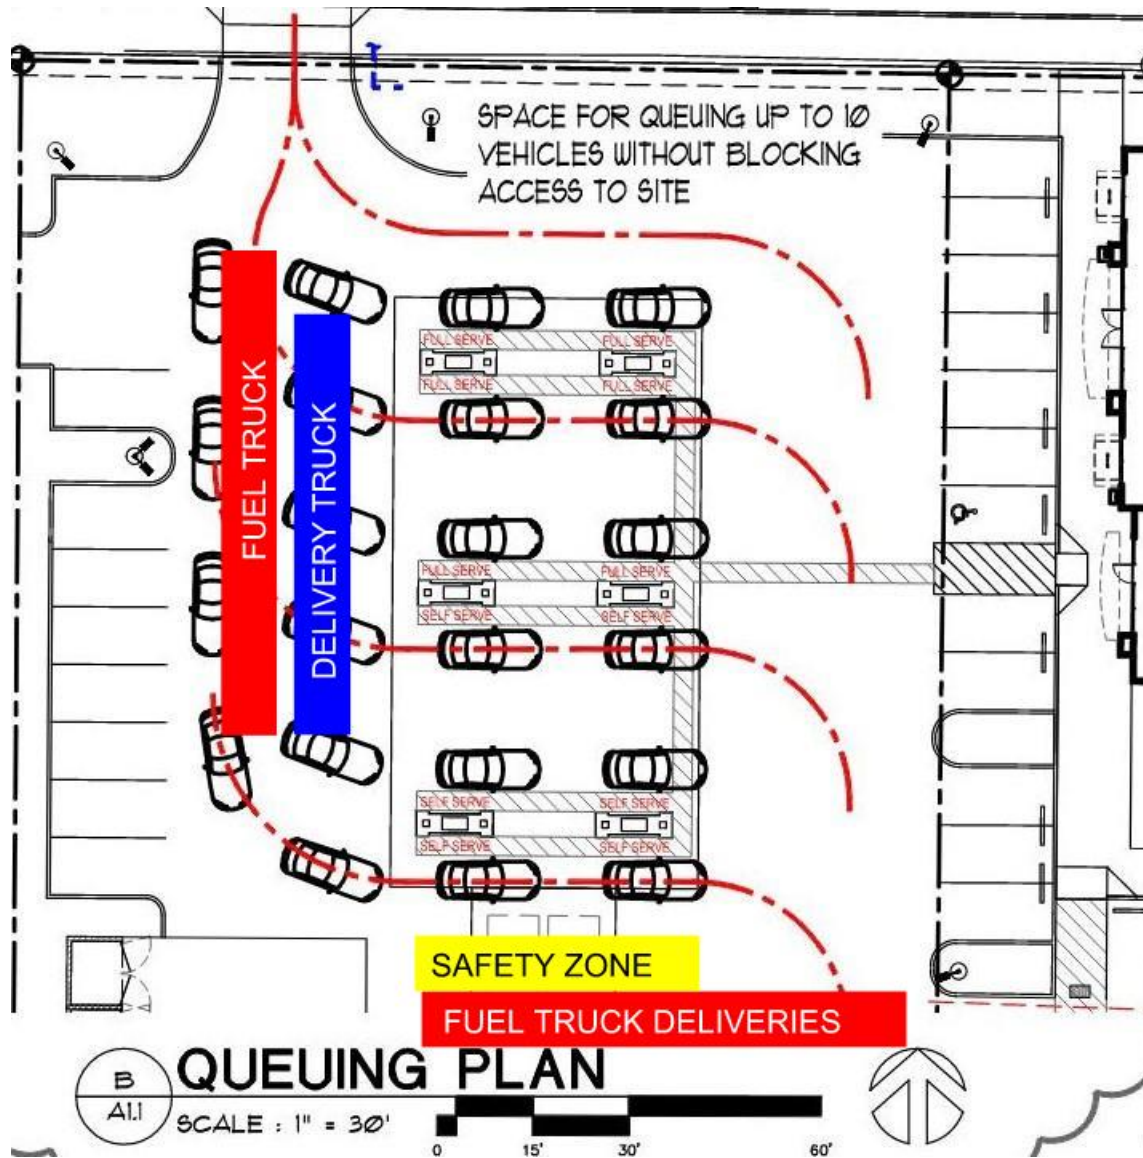 SPACE FOR QUEUING UP TO 10
VEHICLES WITHOUT BLOCKING
ACCESS TO SITE
FUEL TRUCK
DELIVERY TRUCK
FULL SERVE
FULL SERVE
FULL SERVE
FULL SERVE
FULL SERVE
FULL SERVE
SELF SERVE
SELF SERVE
SELF SERVE
SELF SERVE
SELF SERVE
SELF SERVE
SAFETY ZONE
FUEL TRUCK DELIVERIES
B
A1.1
QUEUING PLAN
SCALE : 1" = 30'
0 15' 30' 60'